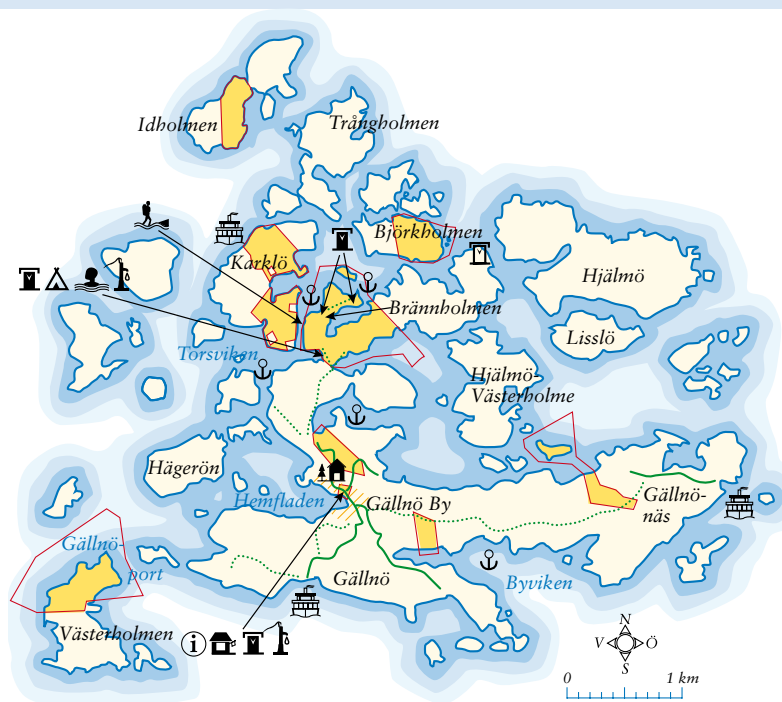 Idholmen
Trångholmen
Björkholmen
Karklö
Hjälmö
Brännholmen
Lisslö
Torsviken
Hjälmö-
Västerholme
Hägerön
Hemfladen
Gällnö By
Gällnö-
näs
Gällnö-
port
Gällnö
Byviken
Västerholmen
i
N
V
Ö
S
0
1 km